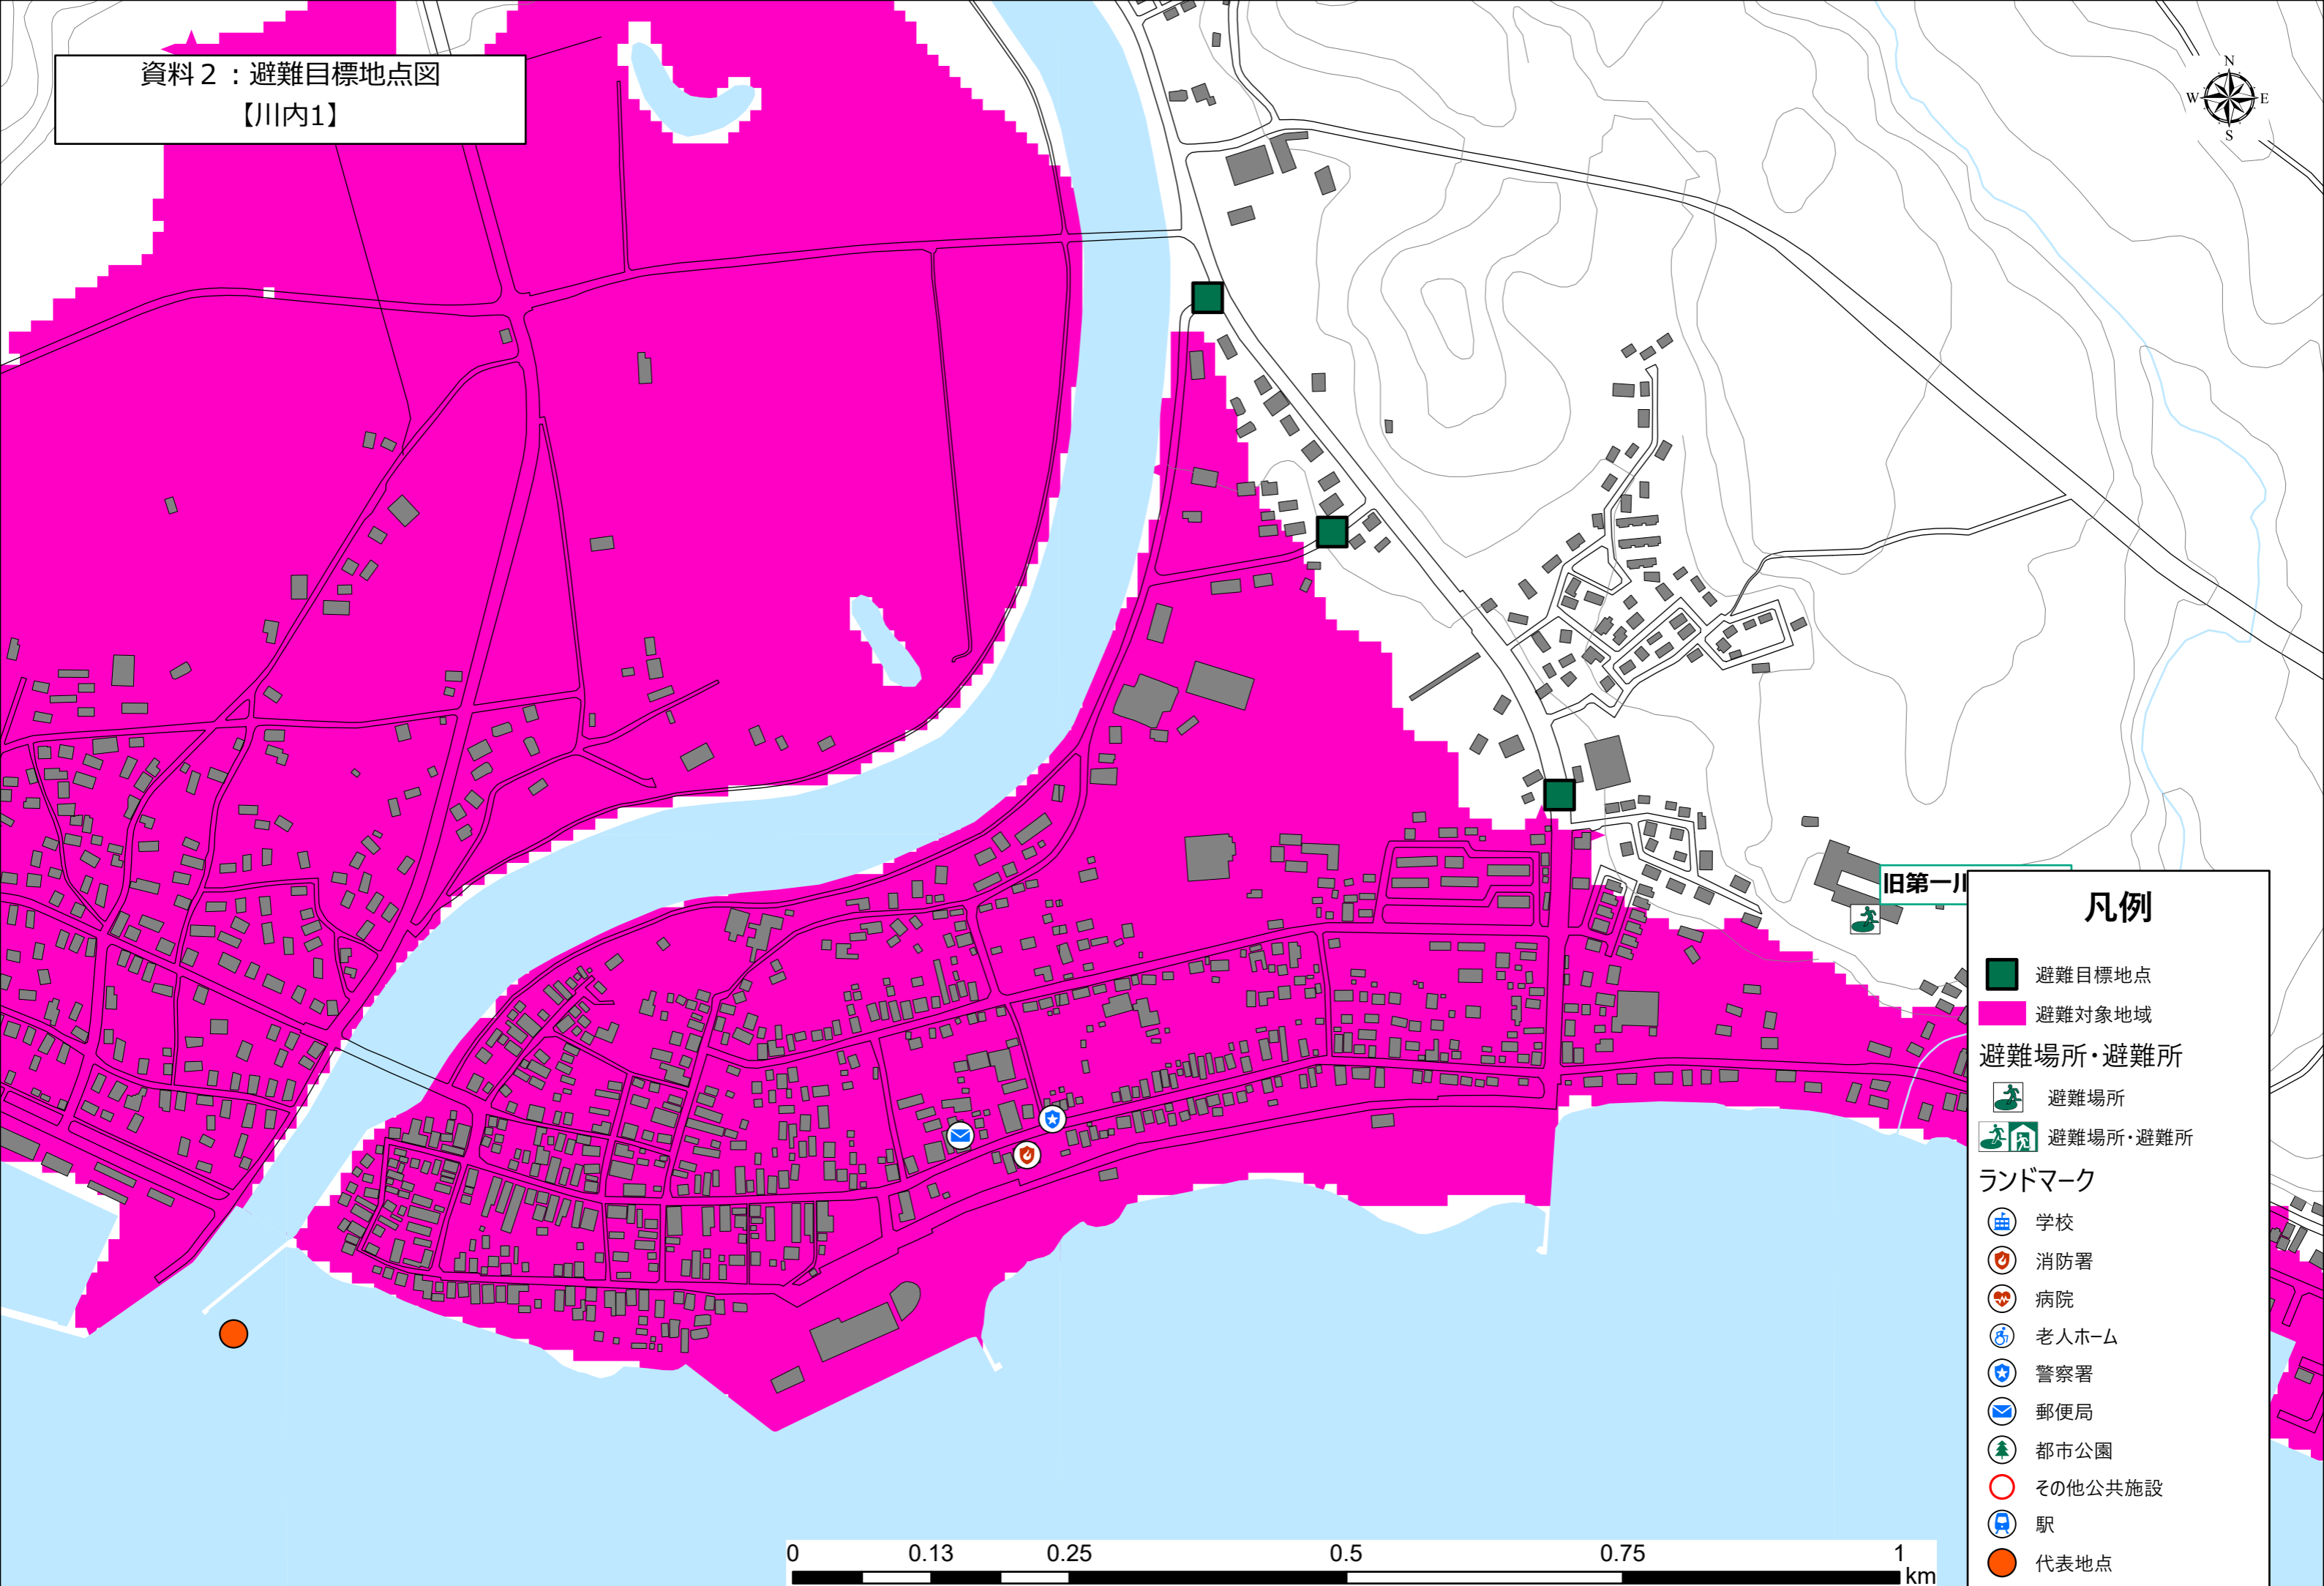 資料２：避難目標地点図
【川内1】
N
W
E
S
旧第一川
凡例
避難目標地点
避難対象地域
避難場所・避難所
避難場所
避難場所・避難所
ランドマーク
学校
消防署
病院
老人ホーム
警察署
郵便局
都市公園
その他公共施設
駅
代表地点
0 0.13 0.25 0.5 0.75 1
km